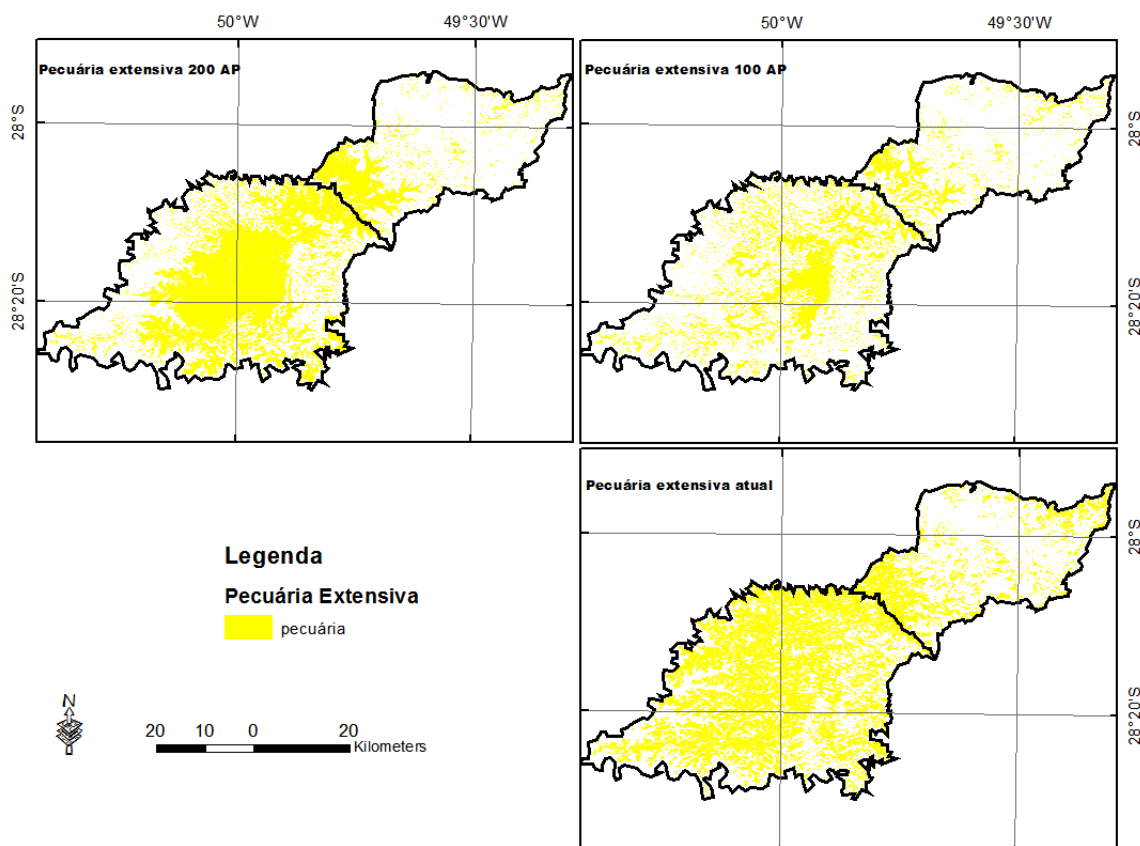 50°W 49°30'W 50°W 49°30'W
Pecuária extensiva 200 AP
Pecuária extensiva 100 AP
28°S
28°S
28°20'S
28°20'S
Pecuária extensiva atual
28°S
28°20'S
Legenda
Pecuária Extensiva
pecuária
N
20 10 0 20
Kilometers